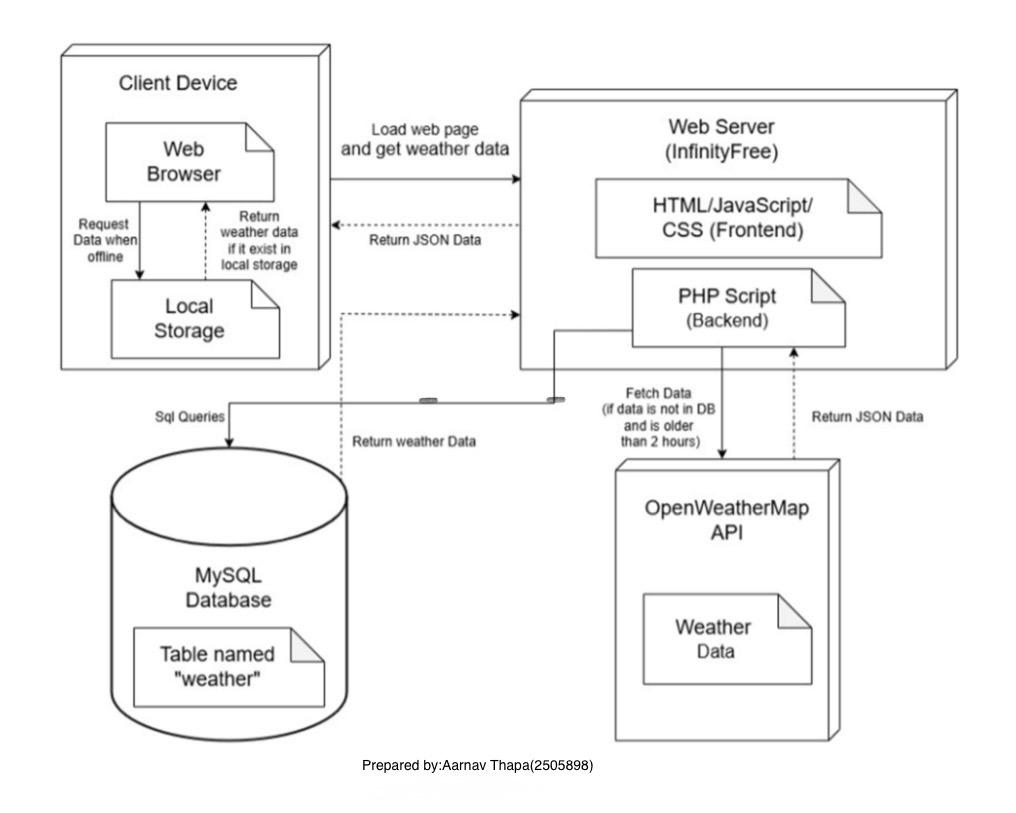 Client Device
Web
Browser
Request
Data when
offline
Return
weather data
if it exist in
local storage
Local
Storage
Load web page
and get weather data
Return JSON Data
Web Server
(InfinityFree)
HTML/JavaScript/
CSS (Frontend)
PHP Script
(Backend)
Sql Queries
Return weather Data
Fetch Data
(if data is not in DB
and is older
than 2 hours)
Return JSON Data
MySQL
Database
Table named
"weather"
OpenWeatherMap
API
Weather
Data
Prepared by:Aarnav Thapa(2505898)